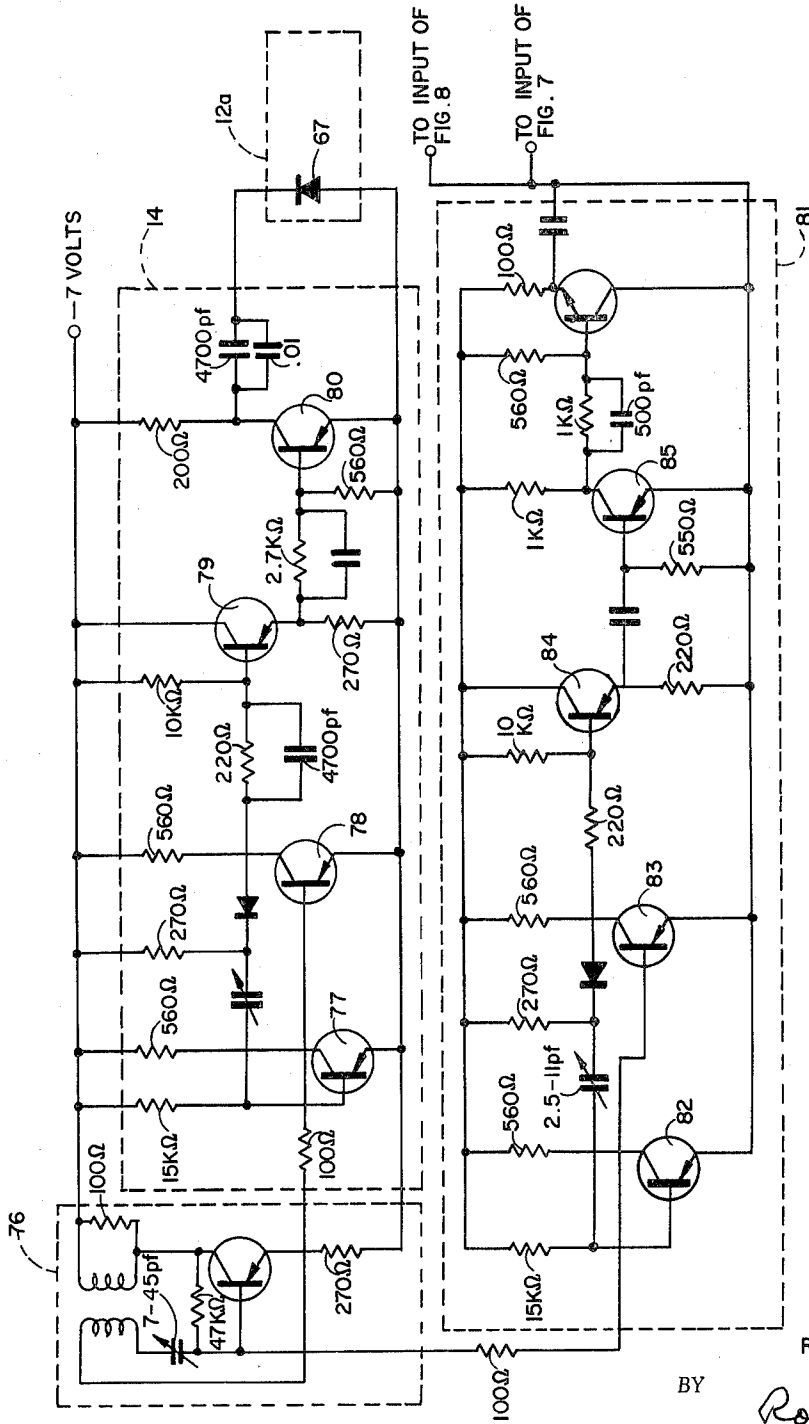 -7 VOLTS
12a
67
14
TO INPUT OF
FIG. 8
TO INPUT OF
FIG. 7
4700pf
.01
200Ω
80
560Ω
2.7KΩ
79
270Ω
10KΩ
220Ω
4700pf
560Ω
78
270Ω
560Ω
77
15KΩ
100Ω
76
100Ω
7-45pf
47KΩ
270Ω
100Ω
81
100Ω
560Ω
1KΩ
500pf
1KΩ
85
550Ω
84
220Ω
10
KΩ
220Ω
560Ω
83
270Ω
2.5-11pf
560Ω
82
15KΩ
BY